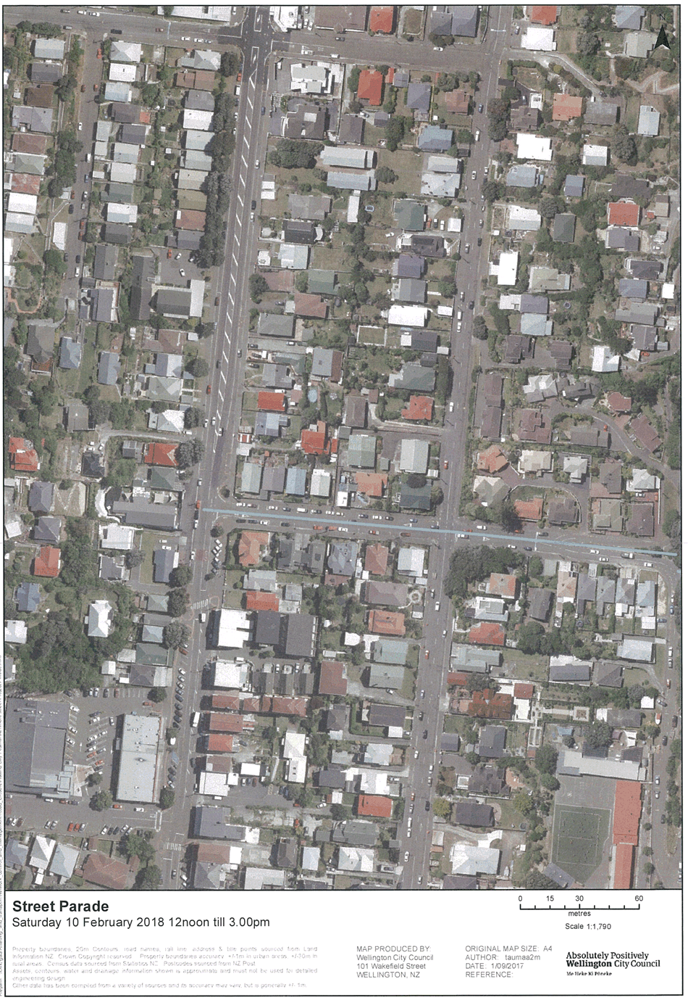 N
Street Parade
Saturday 10 February 2018 12noon till 3.00pm
0 15 30 60
metres
Scale 1:1,790
Property boundaries, 20m Contours, road names, rail line, address & title points sourced from Land
Information NZ. Crown Copyright reserved. Property boundaries accuracy: +/-1m in urban areas, +/-30m in
rural areas. Census data sourced from Statistics NZ. Postcodes sourced from NZ Post.
Assets, contours, water and drainage information shown is approximate and must not be used for detailed
engineering design.
Other data has been compiled from a variety of sources and its accuracy may vary, but is generally +/- 1m.
MAP PRODUCED BY:
Wellington City Council
101 Wakefield Street
WELLINGTON, NZ
ORIGINAL MAP SIZE: A4
AUTHOR: taumaa2m
DATE: 1/09/2017
REFERENCE:
Absolutely Positively
Wellington City Council
Me Heke Ki Pōneke